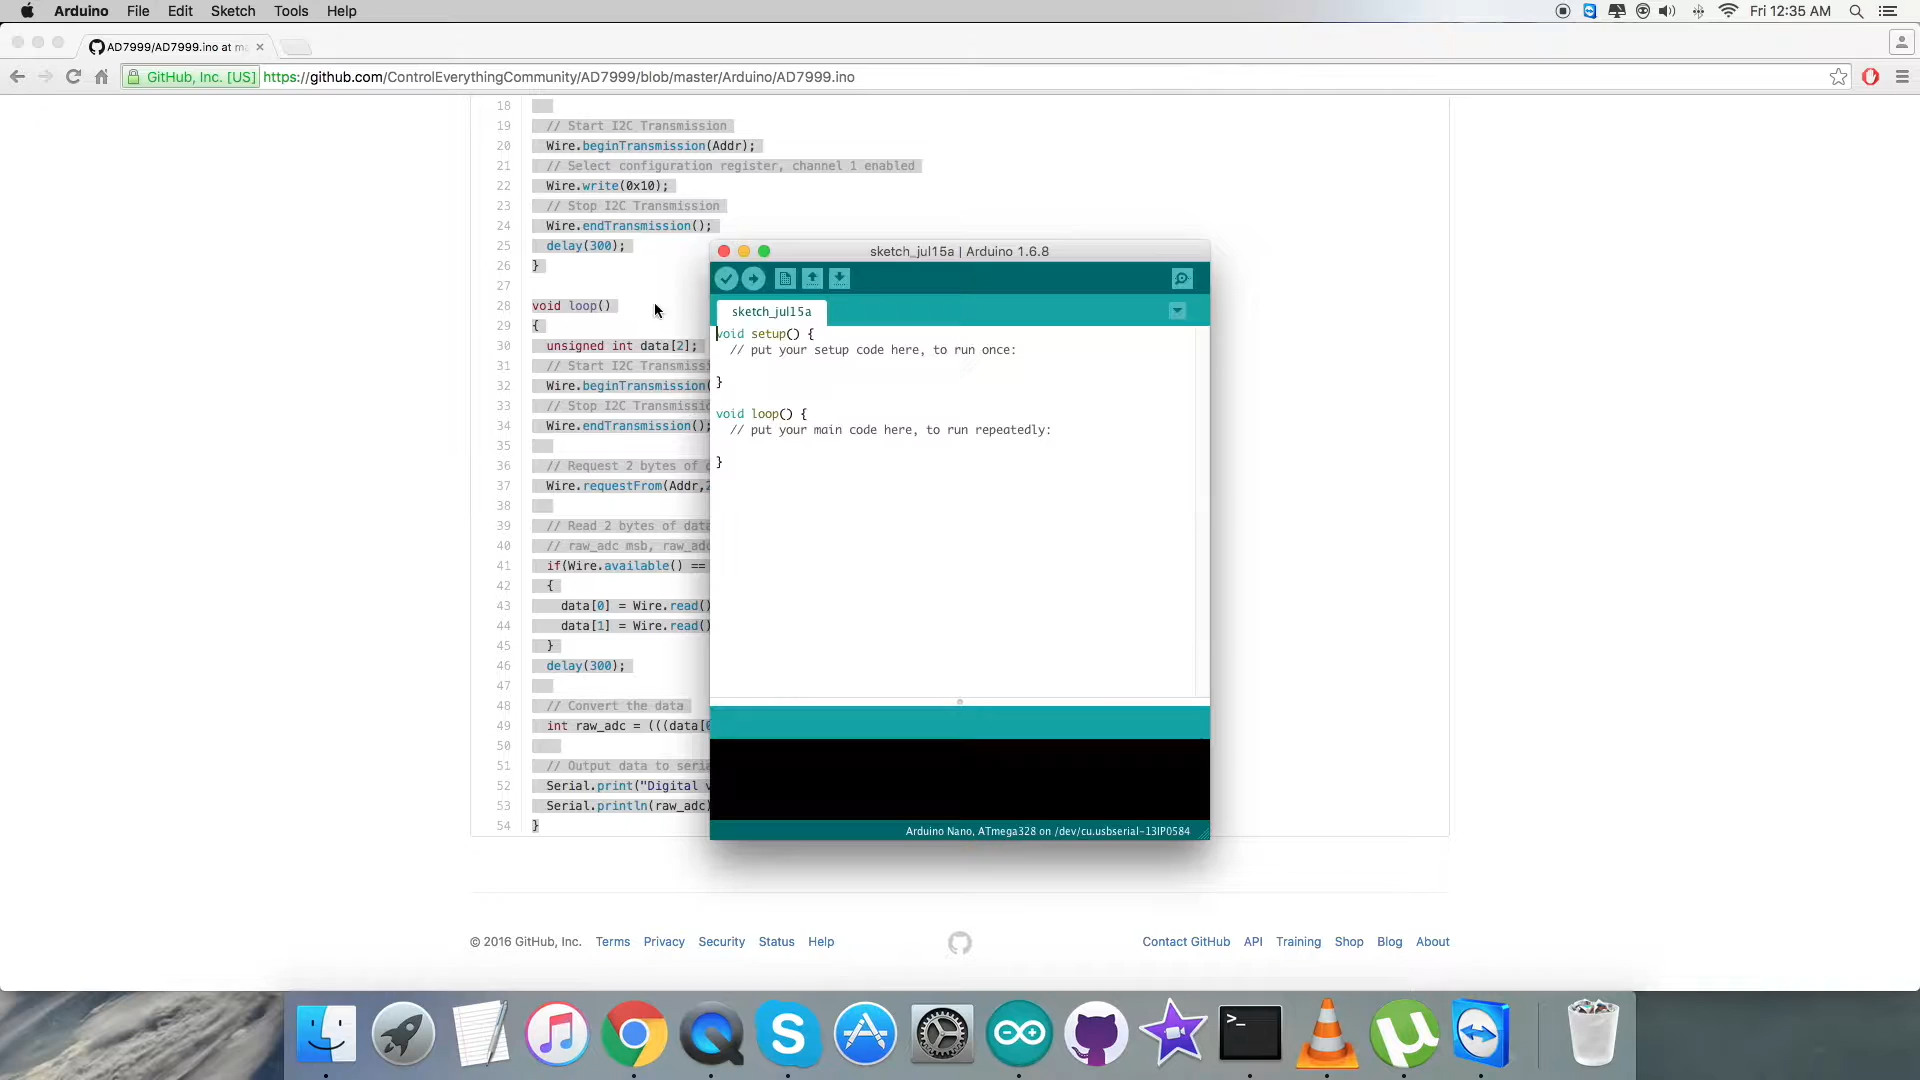 Arduino File Edit Sketch Tools Help
Fri 12:35 AM
AD7999/AD7999.ino at m
GitHub, Inc. [US] https://github.com/ControlEverythingCommunity/AD7999/blob/master/Arduino/AD7999.ino
18
19 // Start I2C Transmission
20 Wire.beginTransmission(Addr);
21 // Select configuration register, channel 1 enabled
22 Wire.write(0x10);
23 // Stop I2C Transmission
24 Wire.endTransmission();
25 delay(300);
26 }
27
28 void loop()
29 {
30 unsigned int data[2];
31 // Start I2C Transmissi
32 Wire.beginTransmission(
33 // Stop I2C Transmissio
34 Wire.endTransmission();
35
36 // Request 2 bytes of d
37 Wire.requestFrom(Addr,2
38
39 // Read 2 bytes of data
40 // raw_adc msb, raw_adc
41 if(Wire.available() ==
42 {
43 data[0] = Wire.read()
44 data[1] = Wire.read()
45 }
46 delay(300);
47
48 // Convert the data
49 int raw_adc = (((data[0
50
51 // Output data to seria
52 Serial.print("Digital v
53 Serial.println(raw_adc)
54 }
sketch_jul15a | Arduino 1.6.8
sketch_jul15a
void setup() {
// put your setup code here, to run once:
}
void loop() {
// put your main code here, to run repeatedly:
}
Arduino Nano, ATmega328 on /dev/cu.usbserial-13IP0584
© 2016 GitHub, Inc. Terms Privacy Security Status Help
Contact GitHub API Training Shop Blog About